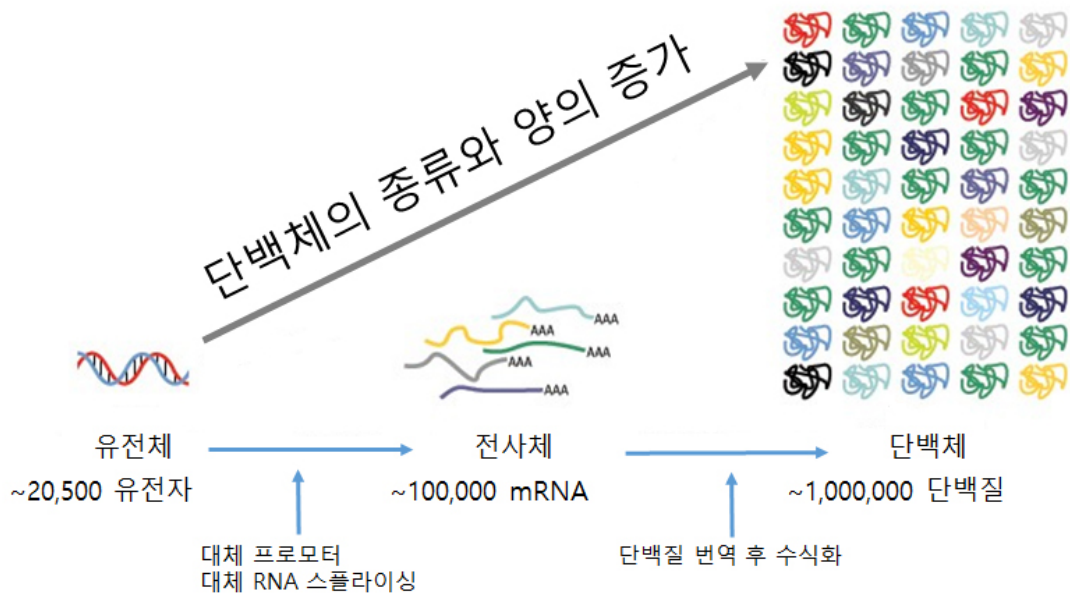 단백체의 종류와 양의 증가
AAA
AAA
AAA
AAA
AAA
유전체
전사체
단백체
~20,500 유전자
~100,000 mRNA
~1,000,000 단백질
대체 프로모터
대체 RNA 스플라이싱
단백질 번역 후 수식화